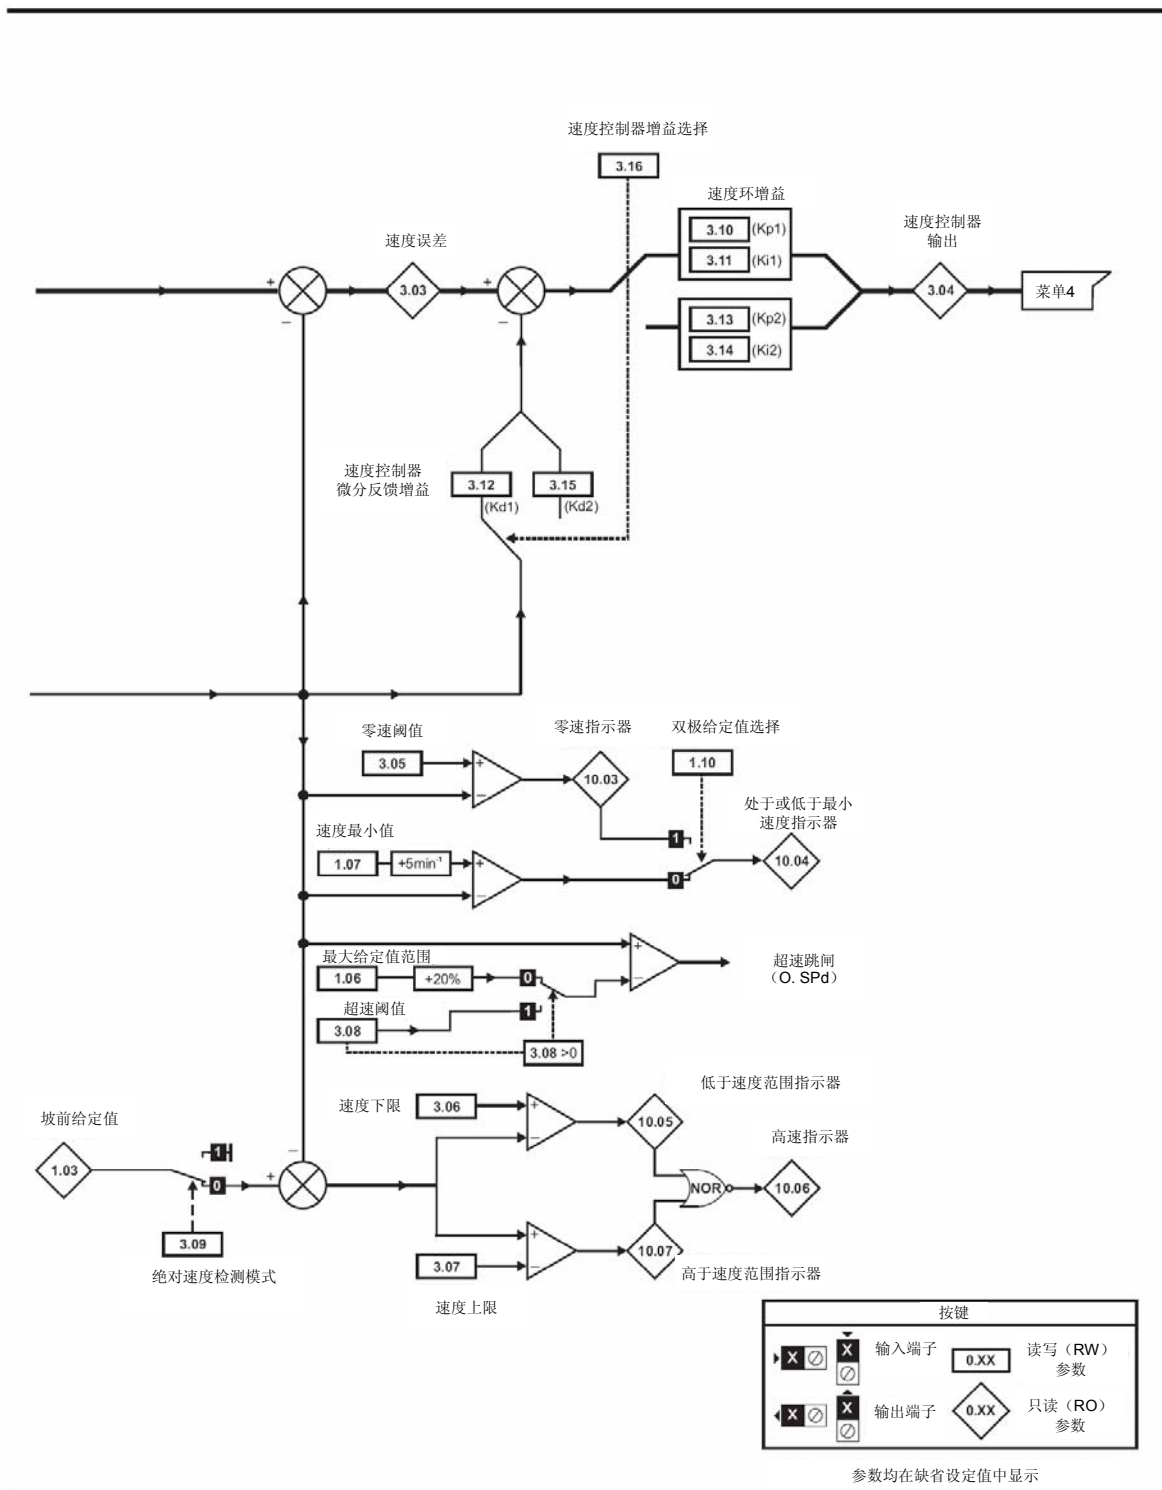 速度控制器增益选择
3.16
速度环增益
3.10 (Kp1)
3.11 (Ki1)
3.13 (Kp2)
3.14 (Ki2)
速度控制器
输出
3.04
菜单4
速度误差
+
−
3.03
+
−
速度控制器
微分反馈增益
3.12
(Kd1)
3.15
(Kd2)
零速阈值
3.05
+
−
零速指示器
10.03
双极给定值选择
1.10
1
0
处于或低于最小
速度指示器
10.04
速度最小值
1.07
+5min⁻¹
+
−
最大给定值范围
1.06
+20%
0
超速阈值
3.08
1
3.08 >0
+
−
超速跳闸
（O. SPd）
坡前给定值
1.03
1
0
3.09
绝对速度检测模式
+
−
速度下限
3.06
+
−
10.05
低于速度范围指示器
NOR
高速指示器
10.06
+
−
3.07
速度上限
10.07
高于速度范围指示器
按键
X
X
输入端子
0.XX
读写（RW）
参数
X
X
输出端子
0.XX
只读（RO）
参数
参数均在缺省设定值中显示